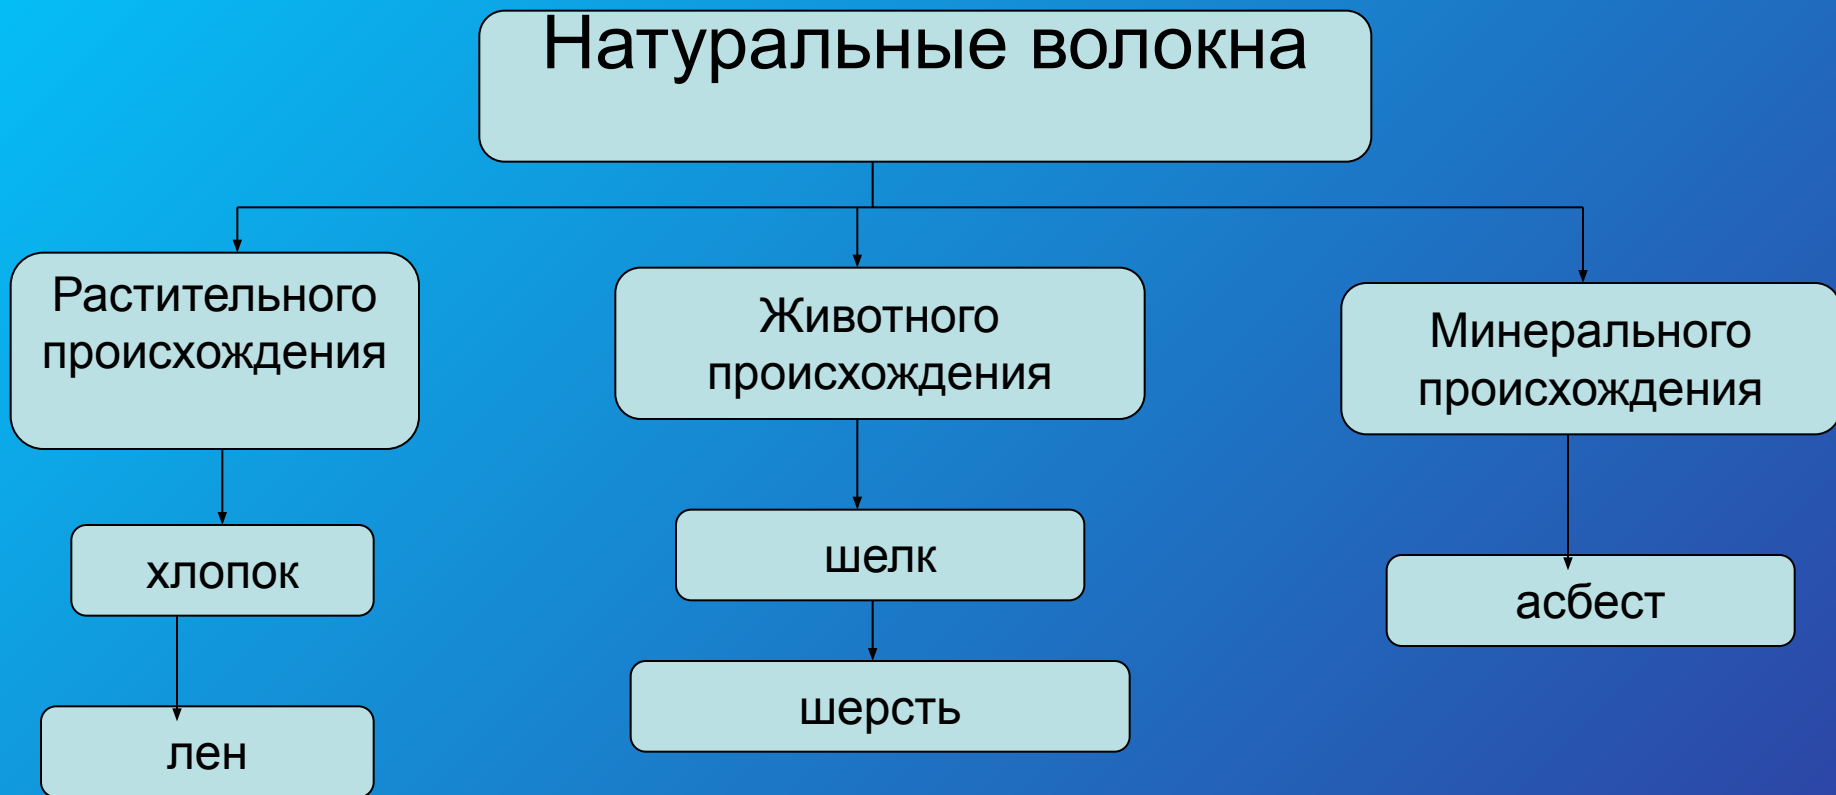 Натуральные волокна
Растительного
происхождения
Животного
происхождения
Минерального
происхождения
хлопок
шелк
асбест
шерсть
лен